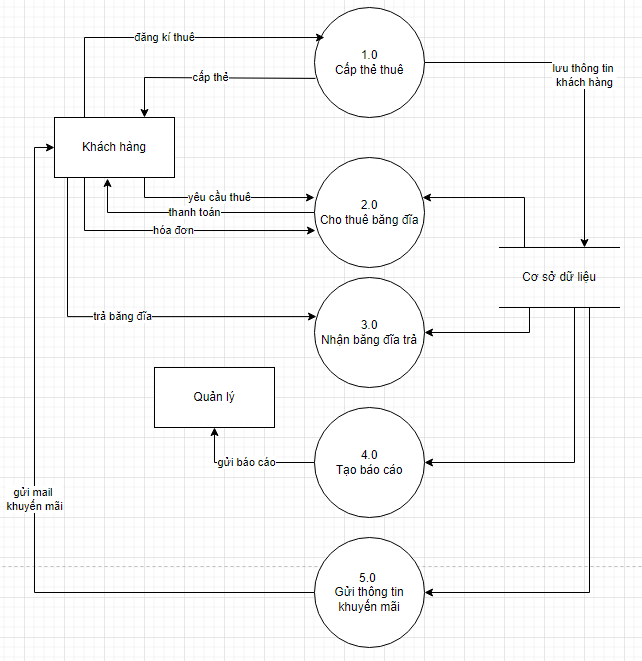 đăng kí thuê
1.0
Cấp thẻ thuê
lưu thông tin
khách hàng
cấp thẻ
Khách hàng
yêu cầu thuê
2.0
Cho thuê băng đĩa
thanh toán
hóa đơn
Cơ sở dữ liệu
trả băng đĩa
3.0
Nhận băng đĩa trả
Quản lý
4.0
Tạo báo cáo
gửi báo cáo
gửi mail
khuyến mãi
5.0
Gửi thông tin
khuyến mãi